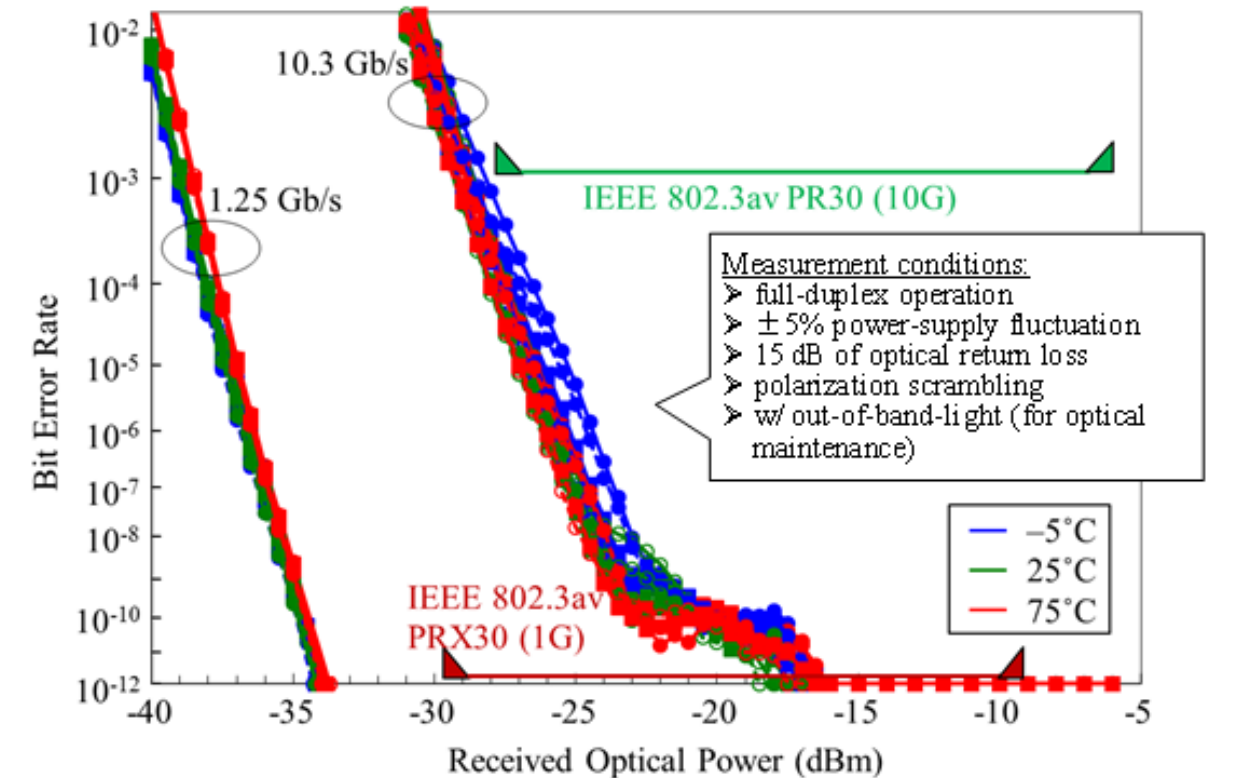 10-2
10-3
10-4
10-5
10-6
10-7
10-8
10-10
10-12
Bit Error Rate
-40
-35
-30
-25
-20
-15
-10
-5
Received Optical Power (dBm)
10.3 Gb/s
1.25 Gb/s
IEEE 802.3av PR30 (10G)
Measurement conditions:
➢ full-duplex operation
➢ ±5% power-supply fluctuation
➢ 15 dB of optical return loss
➢ polarization scrambling
➢ w/ out-of-band-light (for optical
maintenance)
–5˚C
25˚C
75˚C
IEEE 802.3av
PRX30 (1G)